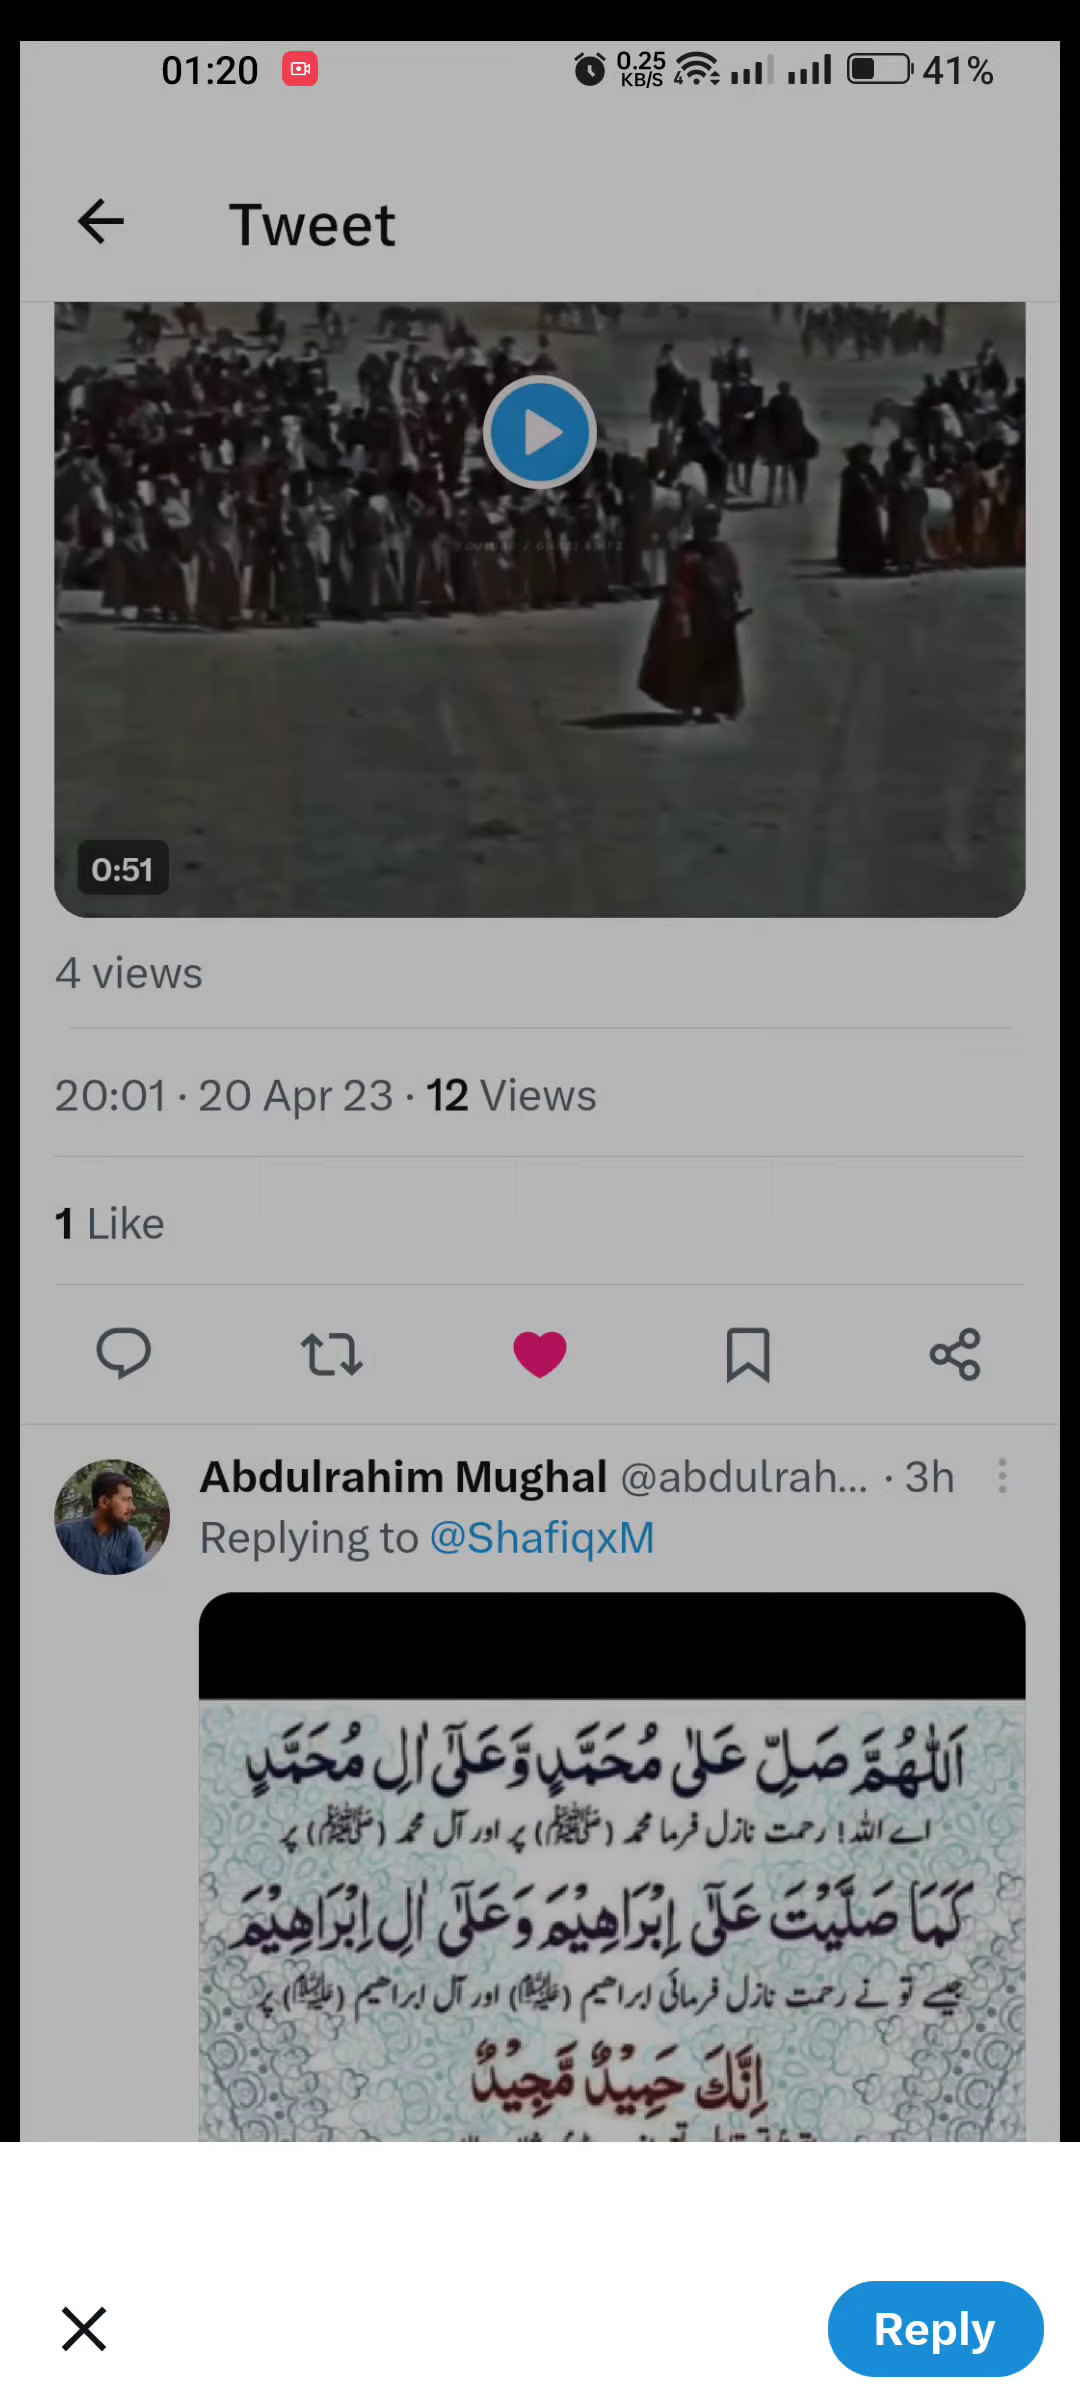 01:20
0.25
KB/S
4
41%
Tweet
0:51
4 views
20:01 · 20 Apr 23 · 12 Views
1 Like
Abdulrahim Mughal @abdulrah... · 3h
Replying to @ShafiqxM
اَللّٰهُمَّ صَلِّ عَلٰى مُحَمَّدٍ وَّعَلٰٓى اٰلِ مُحَمَّدٍ
اے اللہ! رحمت نازل فرما محمد (ﷺ) پر اور آل محمد (ﷺ) پر
كَمَا صَلَّيْتَ عَلٰٓى اِبْرَاهِيْمَ وَعَلٰٓى اٰلِ اِبْرَاهِيْمَ
جیسے تو نے رحمت نازل فرمائی ابراھیم (علیہ السلام) اور آل ابراھیم (علیہ السلام) پر
اِنَّكَ حَمِيْدٌ مَّجِيْدٌ
Reply